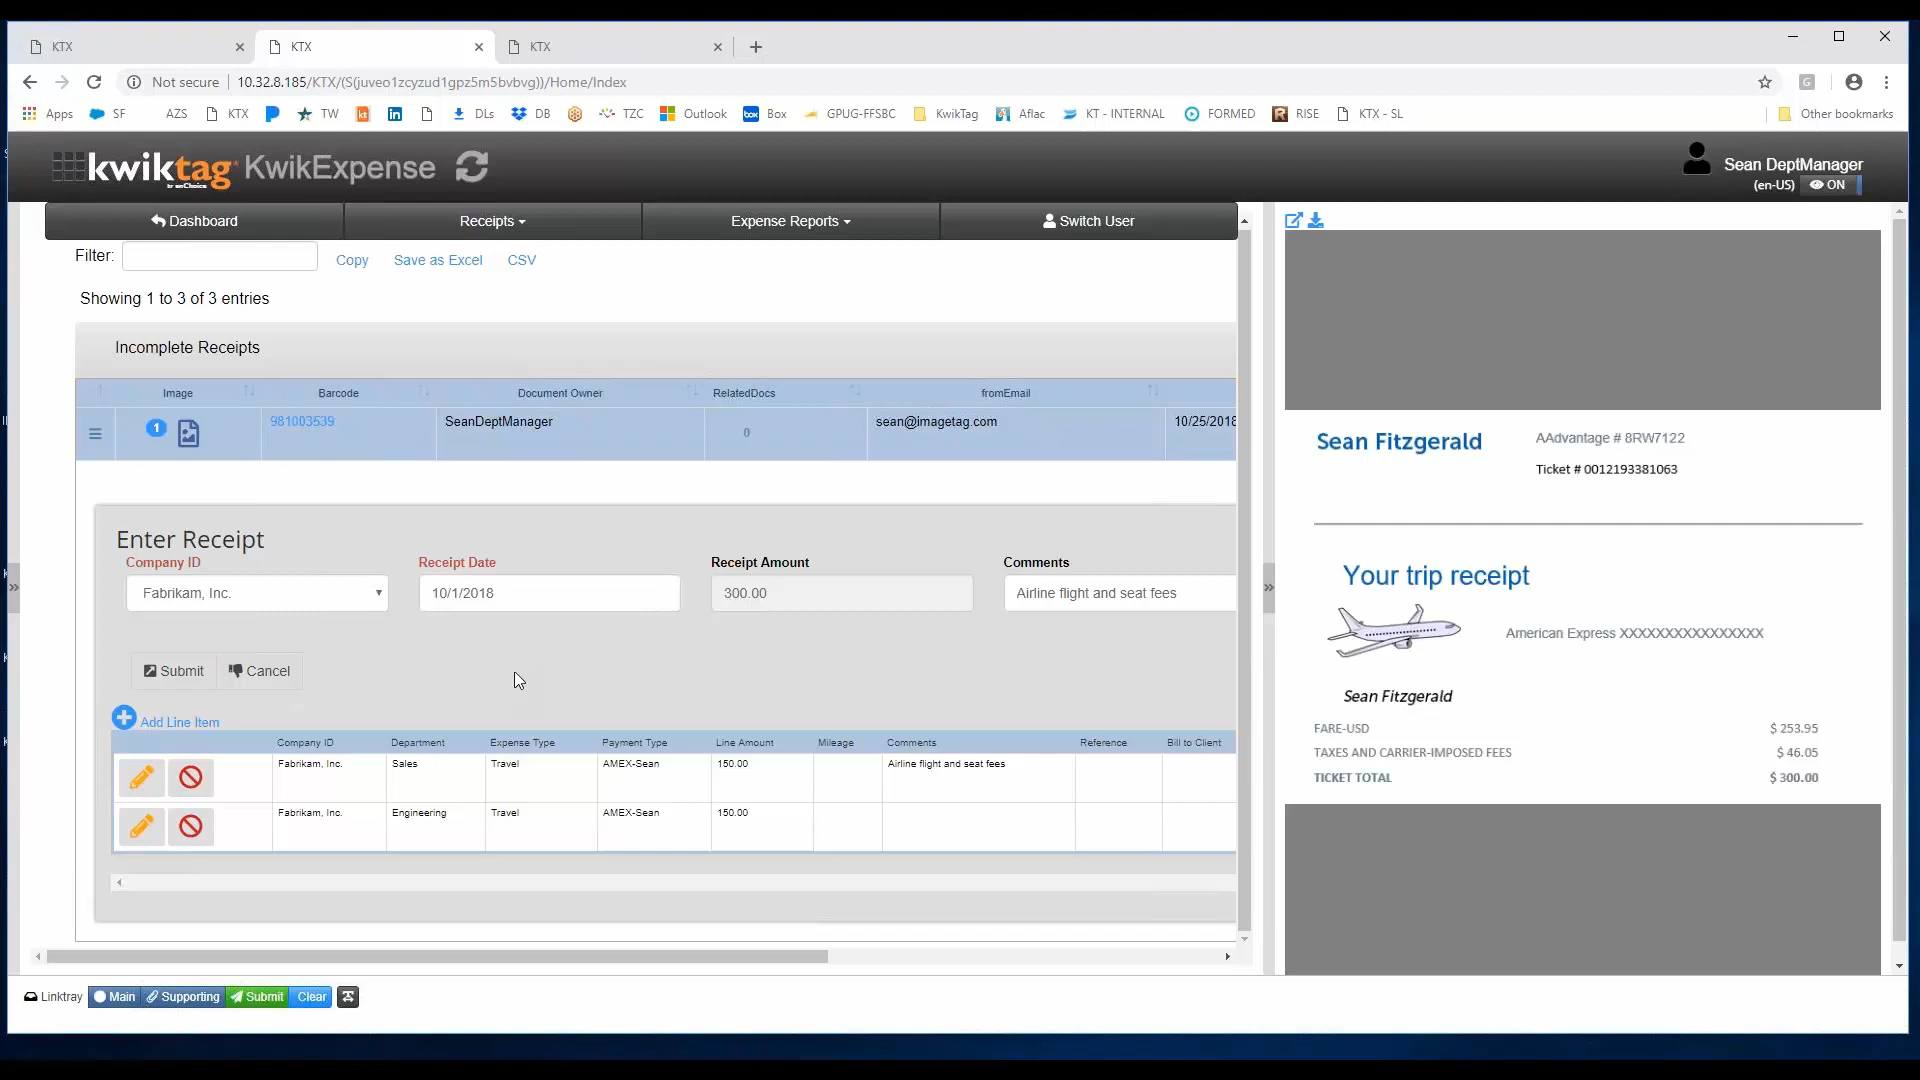 KTX
KTX
KTX
Not secure | 10.32.8.185/KTX/(S(juveo1zcyzud1gpz5m5bvbvg))/Home/Index
Apps SF AZS KTX TW in DLs DB TZC Outlook box Box GPUG-FFSBC KwikTag Aflac KT - INTERNAL FORMED R RISE KTX - SL Other bookmarks
kwiktag KwikExpense
by enChoice
Sean DeptManager
(en-US) ON
Dashboard Receipts Expense Reports Switch User
Filter: Copy Save as Excel CSV
Showing 1 to 3 of 3 entries
Incomplete Receipts
Image Barcode Document Owner RelatedDocs fromEmail
1 981003539 SeanDeptManager 0 sean@imagetag.com 10/25/2018
Enter Receipt
Company ID Receipt Date Receipt Amount Comments
Fabrikam, Inc. 10/1/2018 300.00 Airline flight and seat fees
Submit Cancel
Add Line Item
Company ID Department Expense Type Payment Type Line Amount Mileage Comments Reference Bill to Client
Fabrikam, Inc. Sales Travel AMEX-Sean 150.00 Airline flight and seat fees
Fabrikam, Inc. Engineering Travel AMEX-Sean 150.00
Sean Fitzgerald AAdvantage # 8RW7122
Ticket # 0012193381063
Your trip receipt
American Express XXXXXXXXXXXXXXXX
Sean Fitzgerald
FARE-USD $ 253.95
TAXES AND CARRIER-IMPOSED FEES $ 46.05
TICKET TOTAL $ 300.00
Linktray Main Supporting Submit Clear